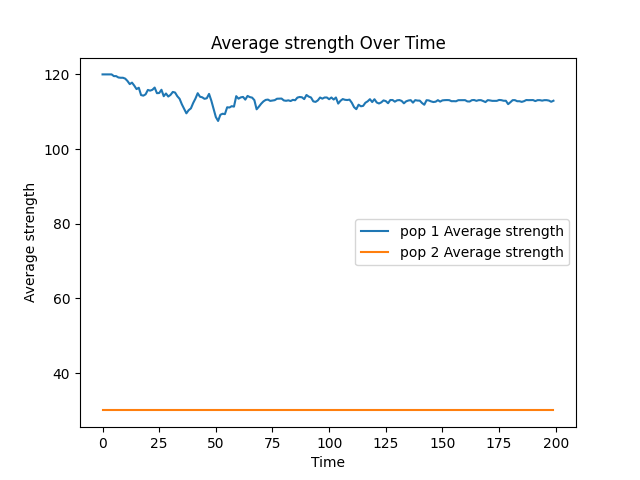 Average strength Over Time
Average strength
120
100
80
60
40
pop 1 Average strength
pop 2 Average strength
0 25 50 75 100 125 150 175 200
Time